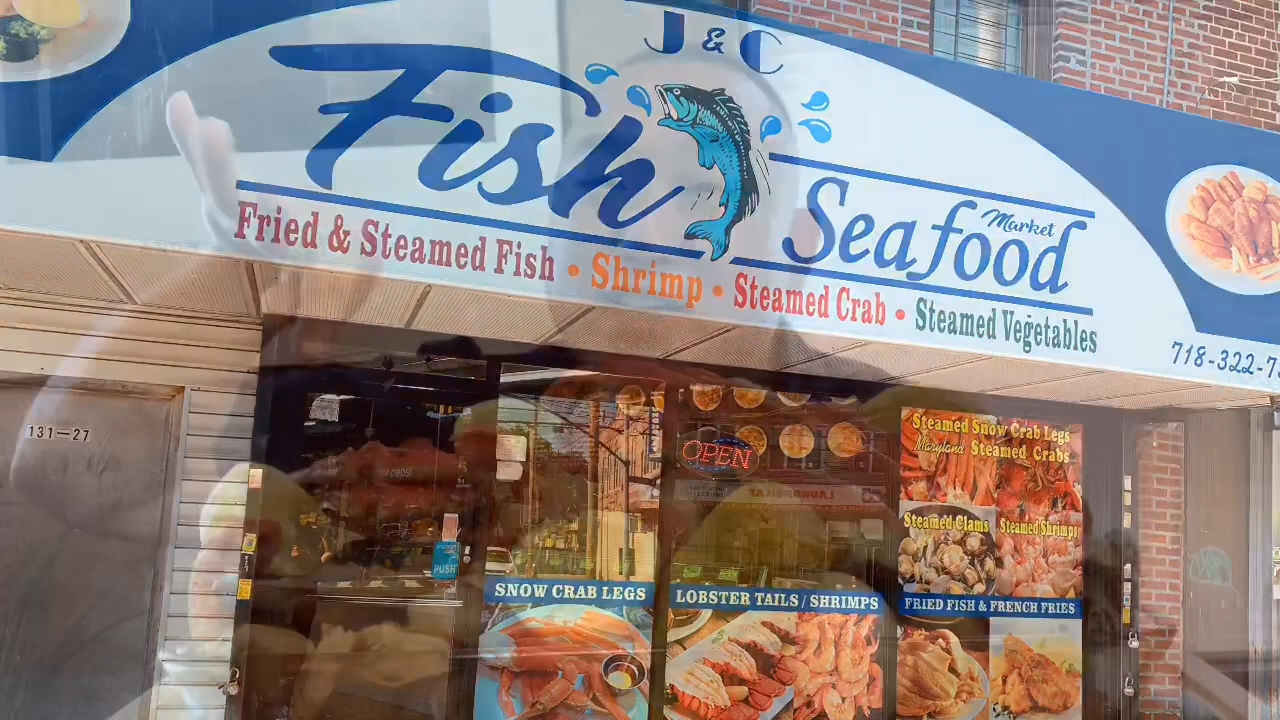 J & C
Fish
Market
Seafood
Fried & Steamed Fish • Shrimp • Steamed Crab • Steamed Vegetables
718-322-7
131-27
pepsi
OPEN
PUSH
Steamed Snow Crab Legs
Maryland Steamed Crabs
Steamed Clams
Steamed Shrimps
SNOW CRAB LEGS
LOBSTER TAILS / SHRIMPS
FRIED FISH & FRENCH FRIES